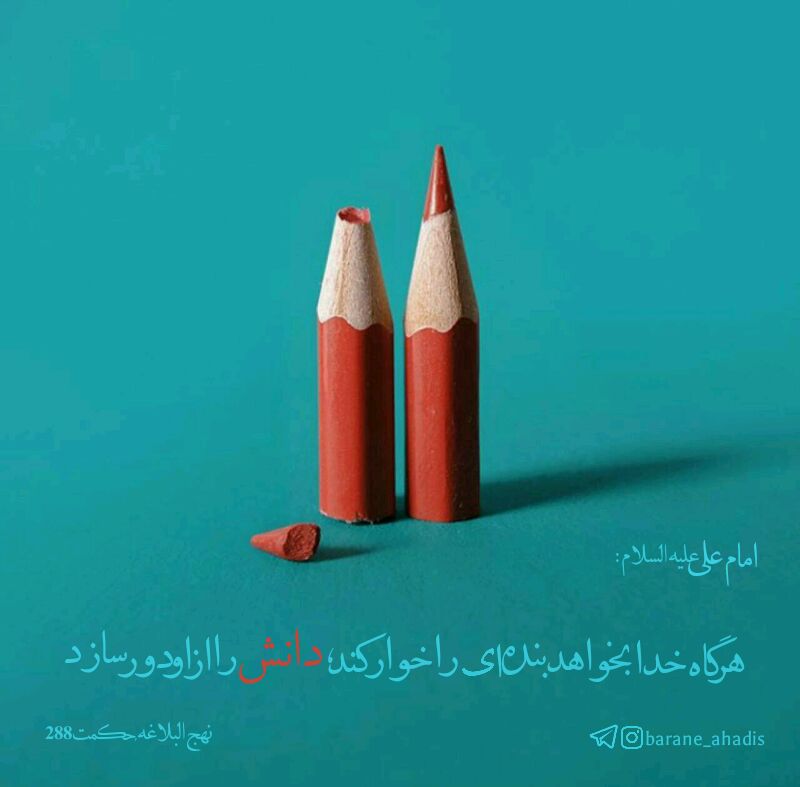 امام علی علیه السلام:
هرگاه خدا بخواهد بنده‌ای را خوار کند؛ دانش را از او دور سازد
نهج البلاغه حکمت 288
barane_ahadis